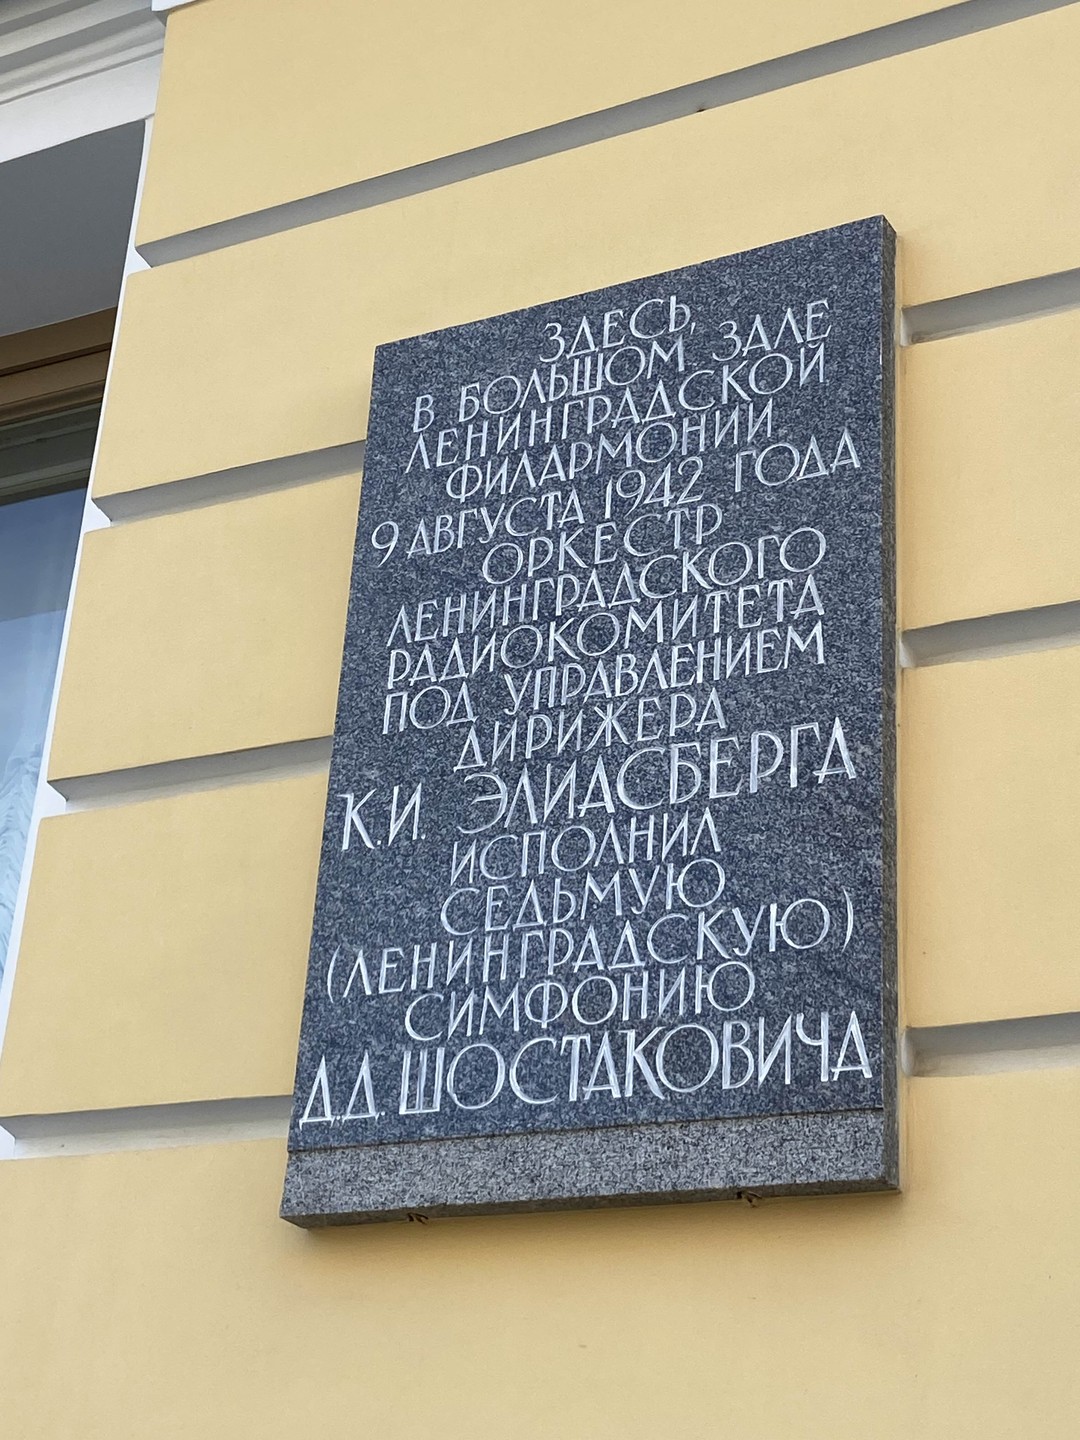 ЗДЕСЬ,
В БОЛЬШОМ ЗАЛЕ
ЛЕНИНГРАДСКОЙ
ФИЛАРМОНИИ
9 АВГУСТА 1942 ГОДА
ОРКЕСТР
ЛЕНИНГРАДСКОГО
РАДИОКОМИТЕТА
ПОД УПРАВЛЕНИЕМ
ДИРИЖЕРА
К.И. ЭЛИАСБЕРГА
ИСПОЛНИЛ
СЕДЬМУЮ
(ЛЕНИНГРАДСКУЮ)
СИМФОНИЮ
Д.Д. ШОСТАКОВИЧА